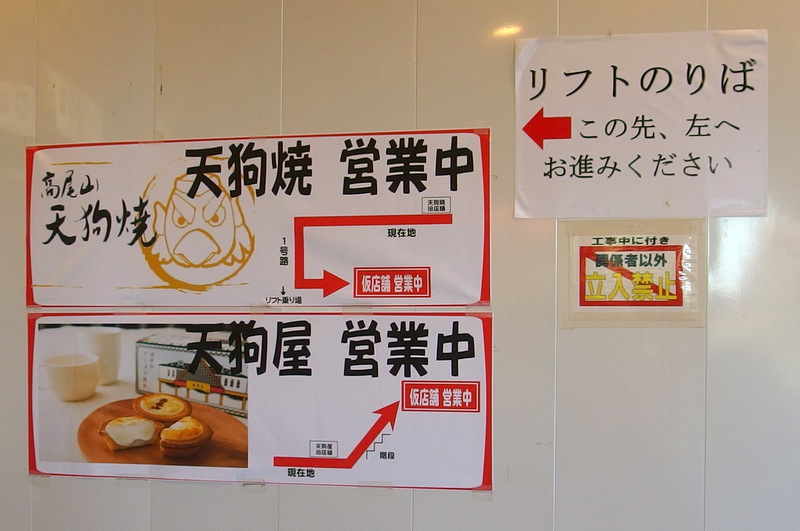 リフトのりば
この先、左へ
お進みください
工事中に付き
関係者以外
立入禁止
天狗焼 営業中
高尾山
天狗焼
天狗焼
旧店舗
現在地
1号路
リフト乗り場
仮店舗 営業中
天狗屋 営業中
仮店舗 営業中
天狗屋
旧店舗
階段
現在地